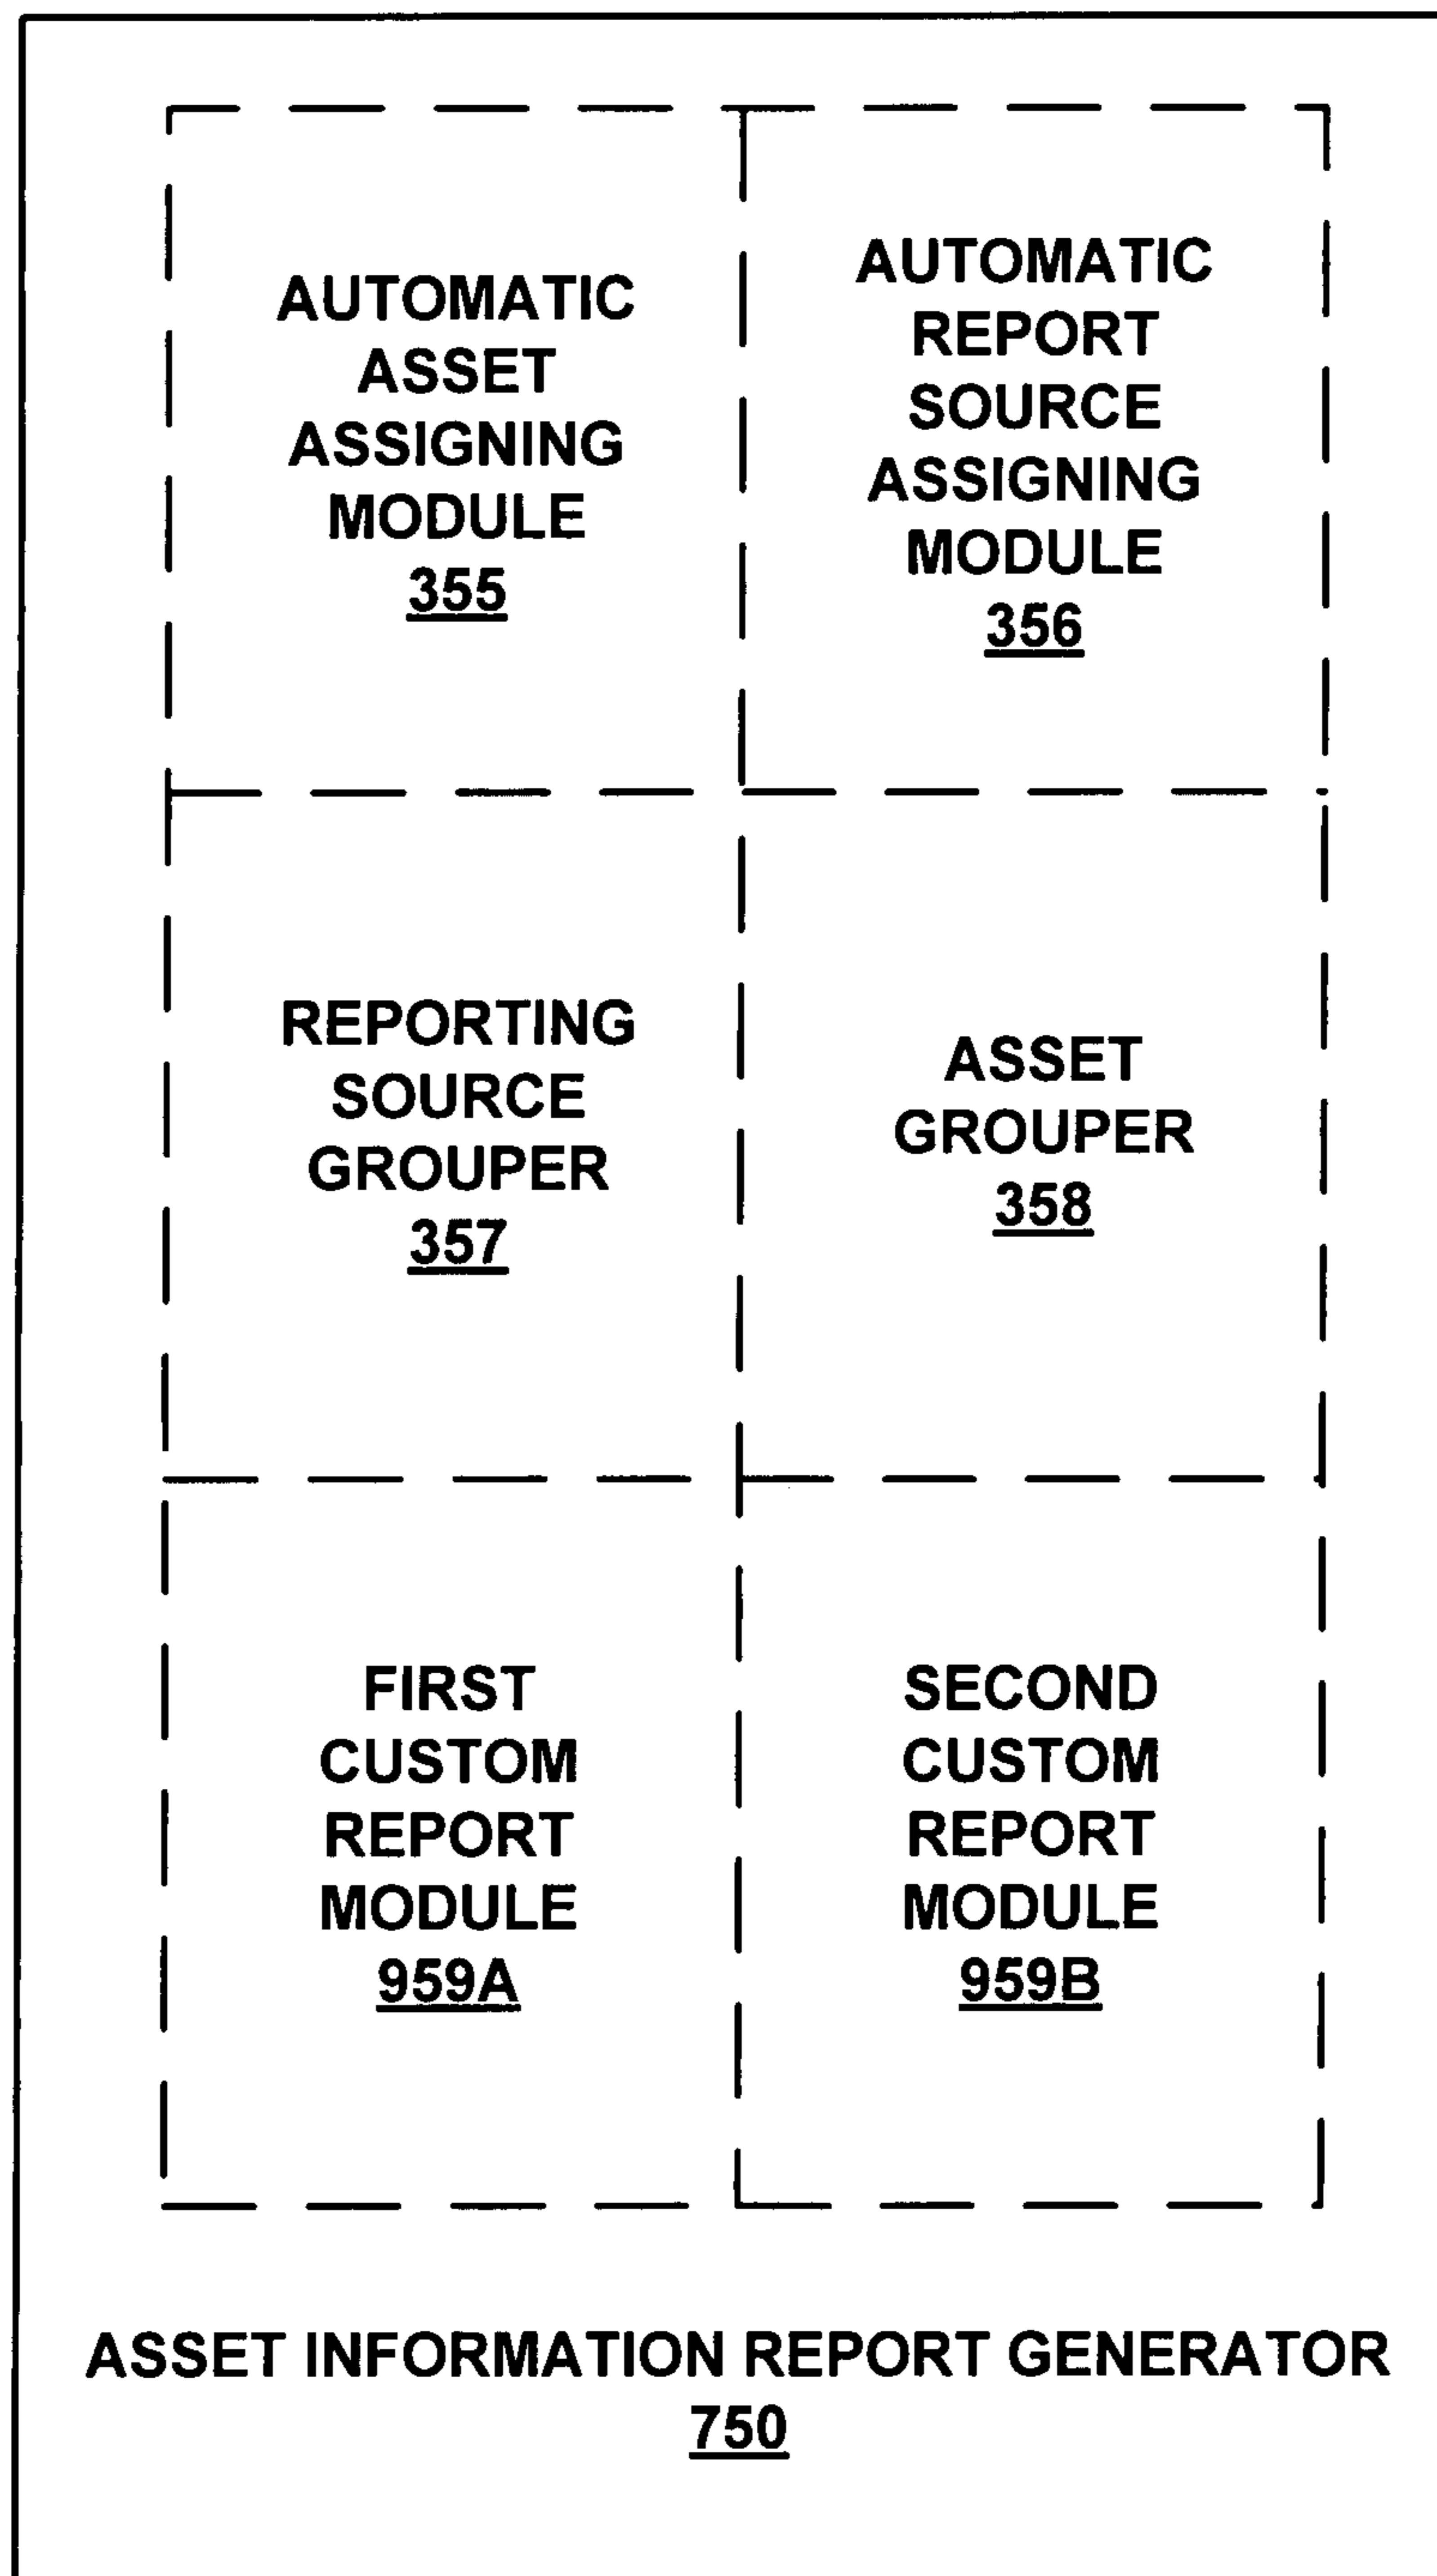 AUTOMATIC
ASSET
ASSIGNING
MODULE
355
AUTOMATIC
REPORT
SOURCE
ASSIGNING
MODULE
356
REPORTING
SOURCE
GROUPER
357
ASSET
GROUPER
358
FIRST
CUSTOM
REPORT
MODULE
959A
SECOND
CUSTOM
REPORT
MODULE
959B
ASSET INFORMATION REPORT GENERATOR
750